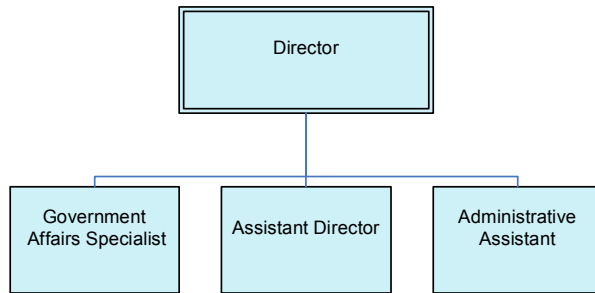 Director
Government
Affairs Specialist
Assistant Director
Administrative
Assistant